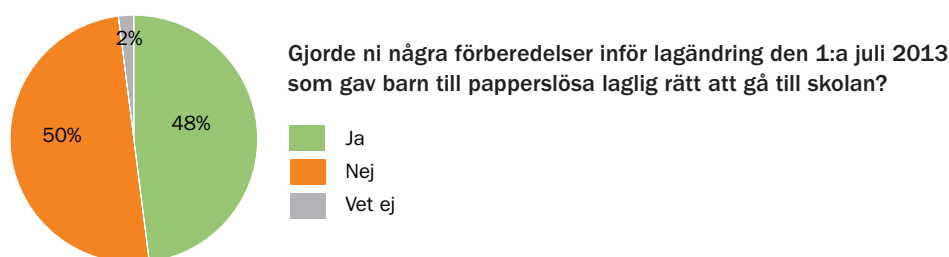 2%
50%
48%
Gjorde ni några förberedelser inför lagändring den 1:a juli 2013
som gav barn till papperslösa laglig rätt att gå till skolan?
Ja
Nej
Vet ej